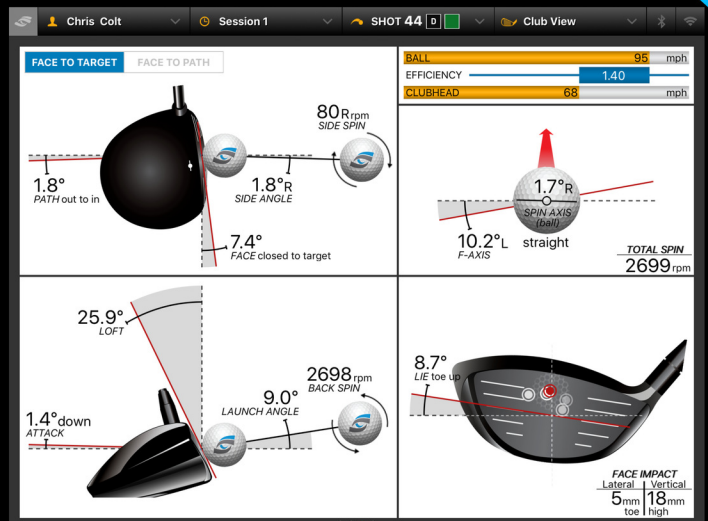 Chris Colt
Session 1
SHOT 44 D
Club View
FACE TO TARGET
FACE TO PATH
80R rpm
SIDE SPIN
1.8°
PATH out to in
1.8°R
SIDE ANGLE
7.4°
FACE closed to target
BALL 95 mph
EFFICIENCY 1.40
CLUBHEAD 68 mph
1.7°R
SPIN AXIS
(ball)
10.2°L
F-AXIS
straight
TOTAL SPIN
2699 rpm
25.9°
LOFT
1.4° down
ATTACK
9.0°
LAUNCH ANGLE
2698 rpm
BACK SPIN
8.7°
LIE toe up
FACE IMPACT
Lateral Vertical
5mm 18mm
toe high